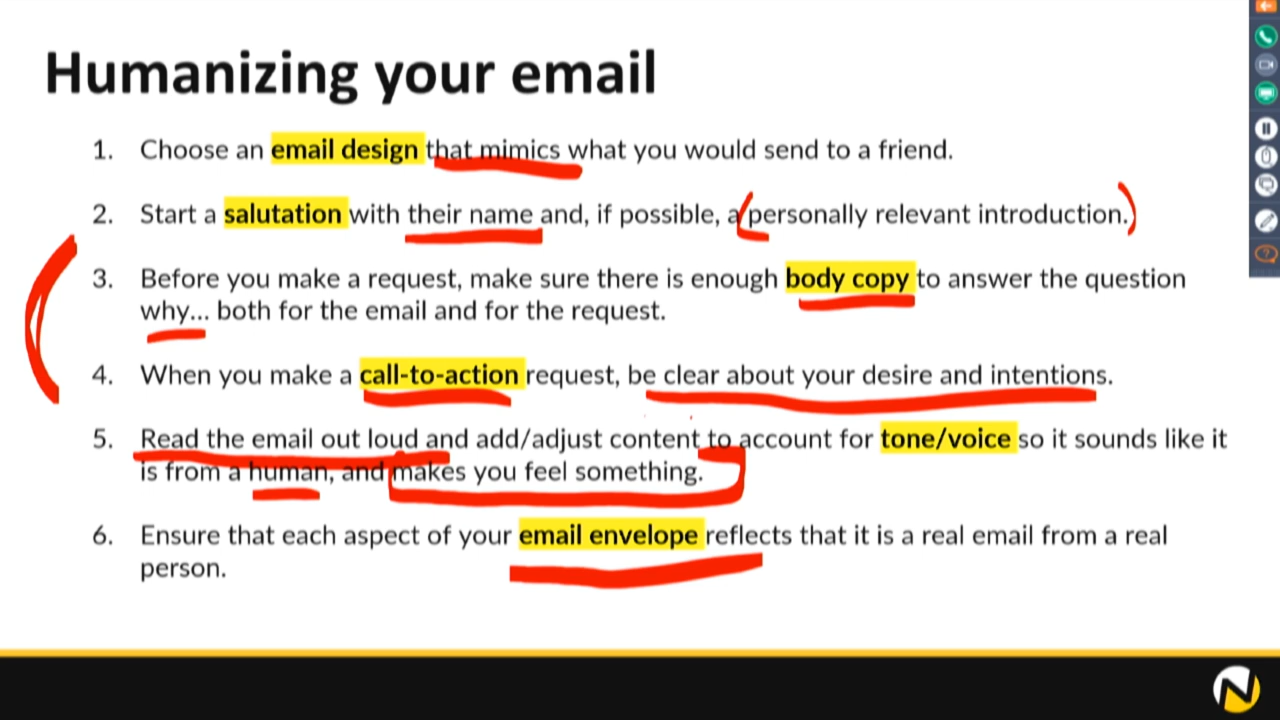 Humanizing your email
1. Choose an email design that mimics what you would send to a friend.
2. Start a salutation with their name and, if possible, a personally relevant introduction.
3. Before you make a request, make sure there is enough body copy to answer the question
why... both for the email and for the request.
4. When you make a call-to-action request, be clear about your desire and intentions.
5. Read the email out loud and add/adjust content to account for tone/voice so it sounds like it
is from a human, and makes you feel something.
6. Ensure that each aspect of your email envelope reflects that it is a real email from a real
person.
N